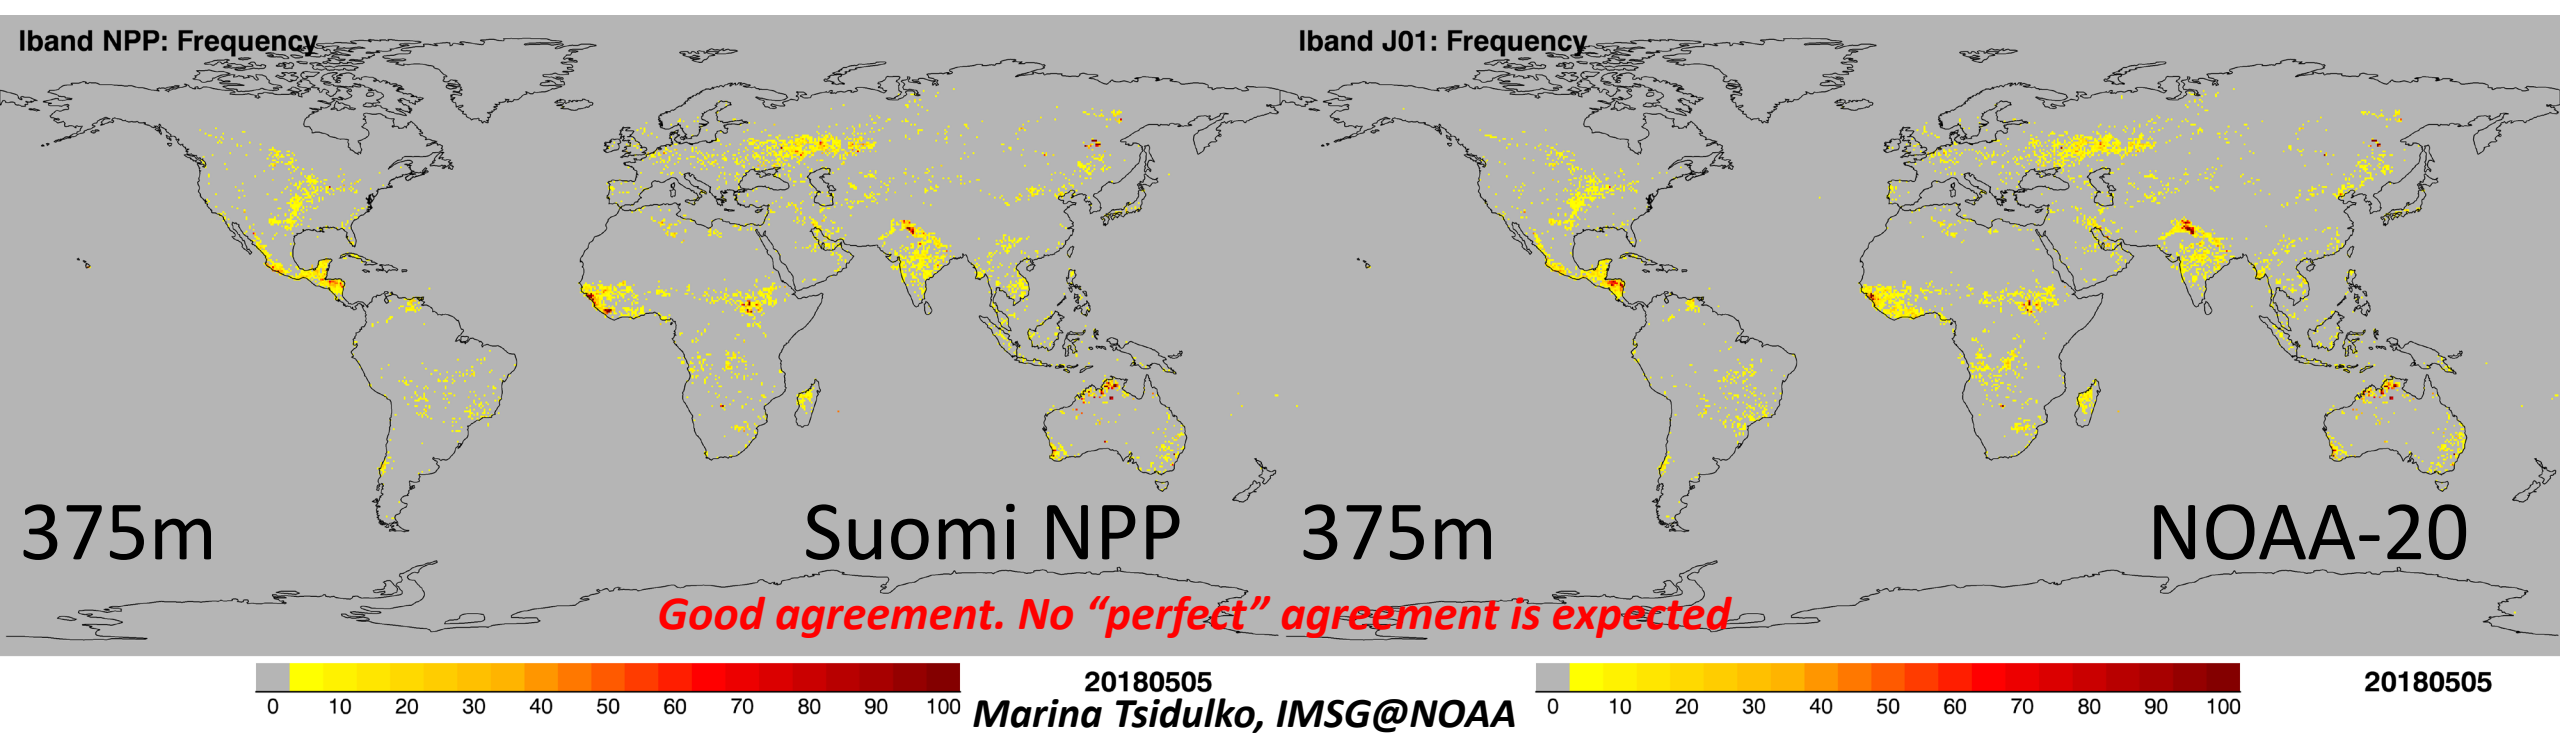 Iband NPP: Frequency
Iband J01: Frequency
375m
Suomi NPP
375m
NOAA-20
Good agreement. No “perfect” agreement is expected
0 10 20 30 40 50 60 70 80 90 100
20180505
Marina Tsidulko, IMSG@NOAA
0 10 20 30 40 50 60 70 80 90 100
20180505